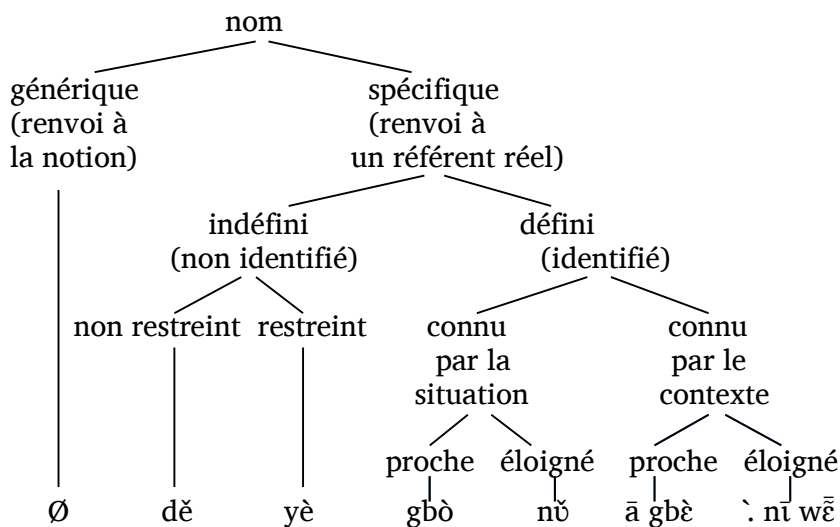 nom
générique spécifique
(renvoi à (renvoi à
la notion) un référent réel)
indéfini défini
(non identifié) (identifié)
non restreint restreint connu connu
par la par le
situation contexte
proche éloigné proche éloigné
Ø dě yè gbò nʊ̌ ā gbɛ̀ ̀. nɩ̄ wɛ̃̄